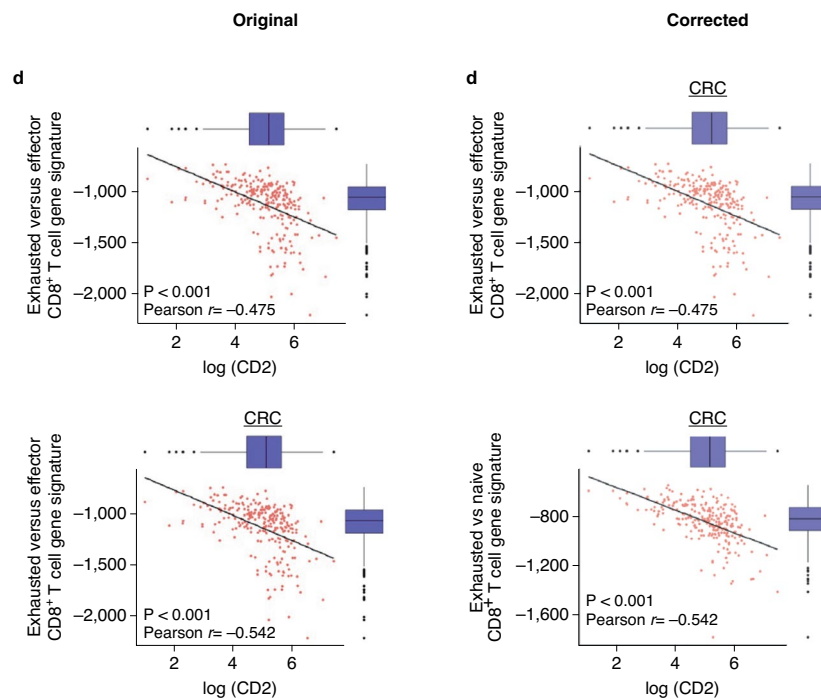 Original
Corrected
d
Exhausted versus effector
CD8⁺ T cell gene signature
−1,000
−1,500
−2,000
P < 0.001
Pearson r= −0.475
2
4
6
log (CD2)
d
CRC
Exhausted versus effector
CD8⁺ T cell gene signature
−1,000
−1,500
−2,000
P < 0.001
Pearson r= −0.475
2
4
6
log (CD2)
CRC
Exhausted versus effector
CD8⁺ T cell gene signature
−1,000
−1,500
−2,000
P < 0.001
Pearson r= −0.542
2
4
6
log (CD2)
CRC
Exhausted vs naive
CD8⁺ T cell gene signature
−800
−1,200
−1,600
P < 0.001
Pearson r= −0.542
2
4
6
log (CD2)